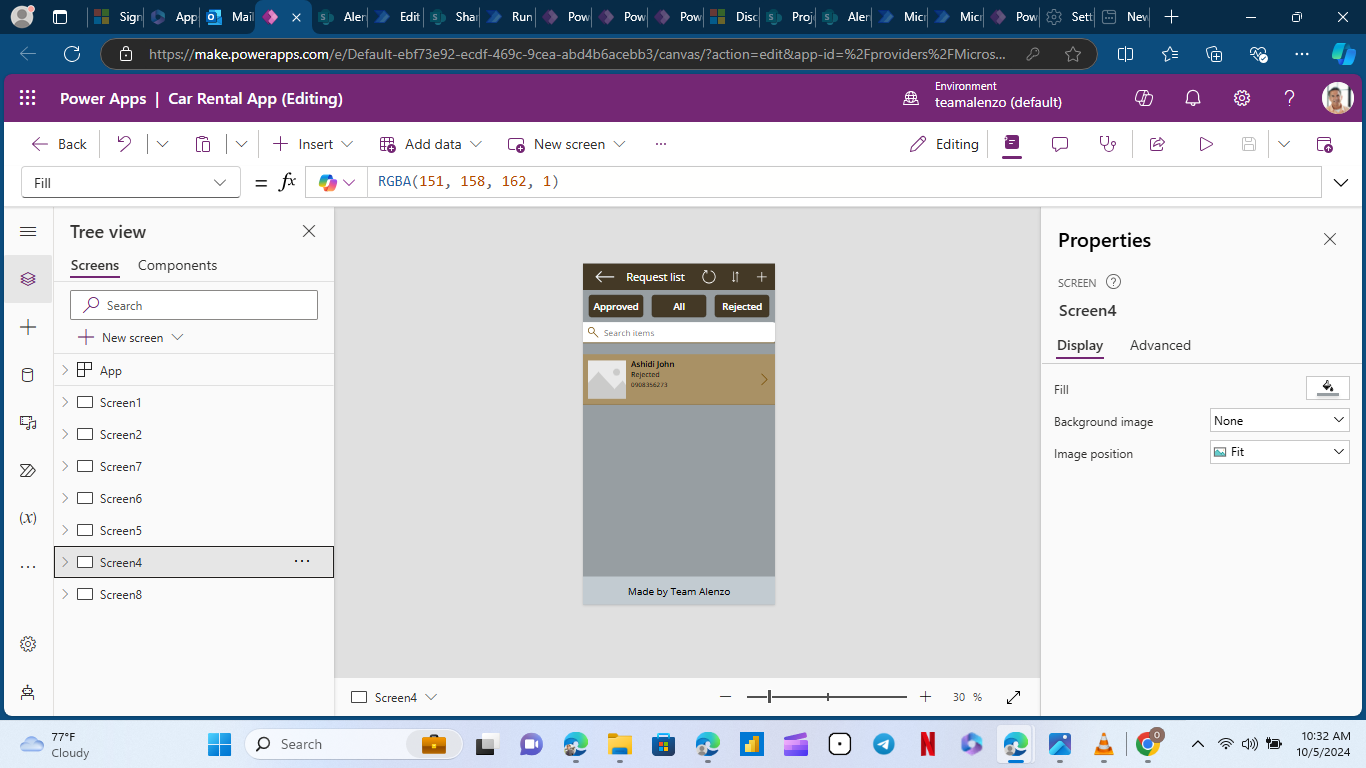 Sign
App
Mail
Aler
Edit
Shar
Run
Pow
Pow
Pow
Disc
Proje
Aler
Micr
Micr
Pow
Sett
New
https://make.powerapps.com/e/Default-ebf73e92-ecdf-469c-9cea-abd4b6acebb3/canvas/?action=edit&app-id=%2Fproviders%2FMicros...
Power Apps | Car Rental App (Editing)
Environment
teamalenzo (default)
Back
Insert
Add data
New screen
Editing
Fill
= fx
RGBA(151, 158, 162, 1)
Tree view
Screens Components
Search
New screen
App
Screen1
Screen2
Screen7
Screen6
Screen5
Screen4
Screen8
(x)
Request list
Approved All Rejected
Search items
Ashidi John
Rejected
0908356273
Made by Team Alenzo
Screen4
30 %
Properties
SCREEN
Screen4
Display Advanced
Fill
Background image None
Image position Fit
77°F
Cloudy
Search
0
10:32 AM
10/5/2024